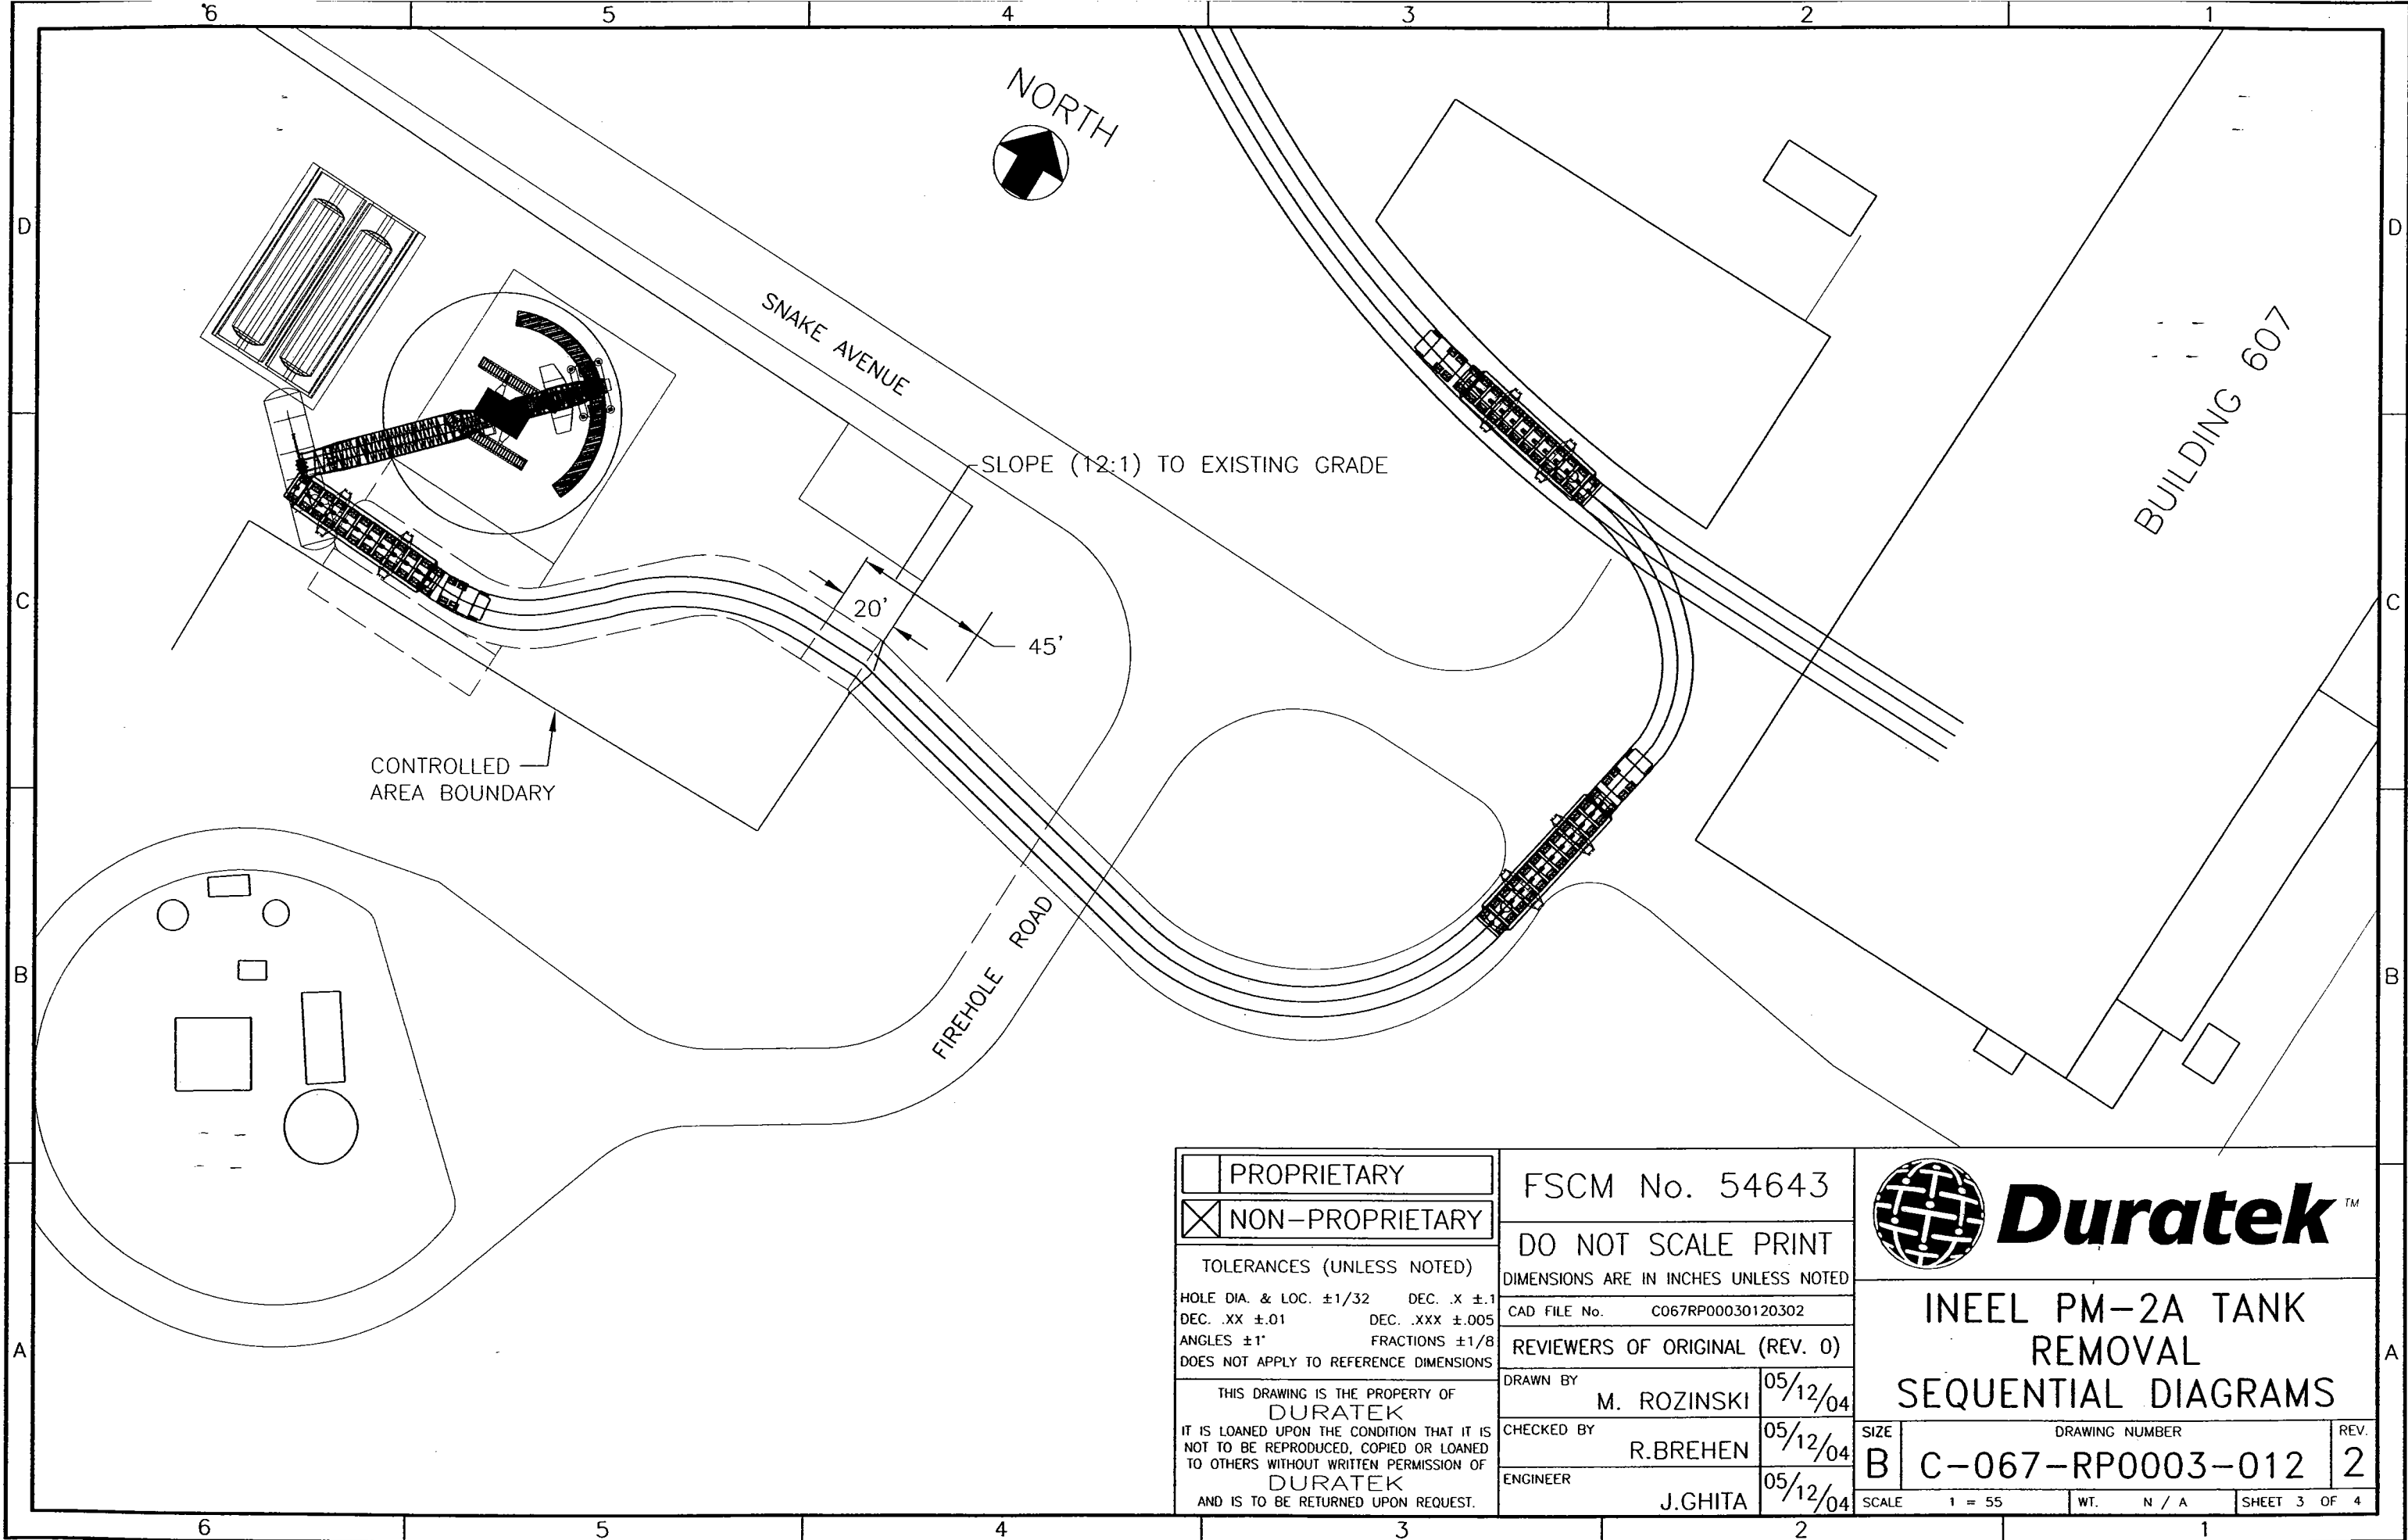 6 5 4 3 2 1
NORTH
D D
SNAKE AVENUE
BUILDING 607
SLOPE (12:1) TO EXISTING GRADE
C C
20'
45'
CONTROLLED
AREA BOUNDARY
FIREHOLE ROAD
B B
PROPRIETARY
NON-PROPRIETARY
TOLERANCES (UNLESS NOTED)
HOLE DIA. & LOC. ±1/32 DEC. .X ±.1
DEC. .XX ±.01 DEC. .XXX ±.005
ANGLES ±1° FRACTIONS ±1/8
DOES NOT APPLY TO REFERENCE DIMENSIONS
THIS DRAWING IS THE PROPERTY OF
DURATEK
IT IS LOANED UPON THE CONDITION THAT IT IS
NOT TO BE REPRODUCED, COPIED OR LOANED
TO OTHERS WITHOUT WRITTEN PERMISSION OF
DURATEK
AND IS TO BE RETURNED UPON REQUEST.
FSCM No. 54643
DO NOT SCALE PRINT
DIMENSIONS ARE IN INCHES UNLESS NOTED
CAD FILE No. C067RP00030120302
REVIEWERS OF ORIGINAL (REV. 0)
DRAWN BY M. ROZINSKI 05/12/04
CHECKED BY R.BREHEN 05/12/04
ENGINEER J.GHITA 05/12/04
Duratek™
INEEL PM-2A TANK
REMOVAL
SEQUENTIAL DIAGRAMS
SIZE B
DRAWING NUMBER C-067-RP0003-012
REV. 2
SCALE 1 = 55 WT. N / A SHEET 3 OF 4
A A
6 5 4 3 2 1